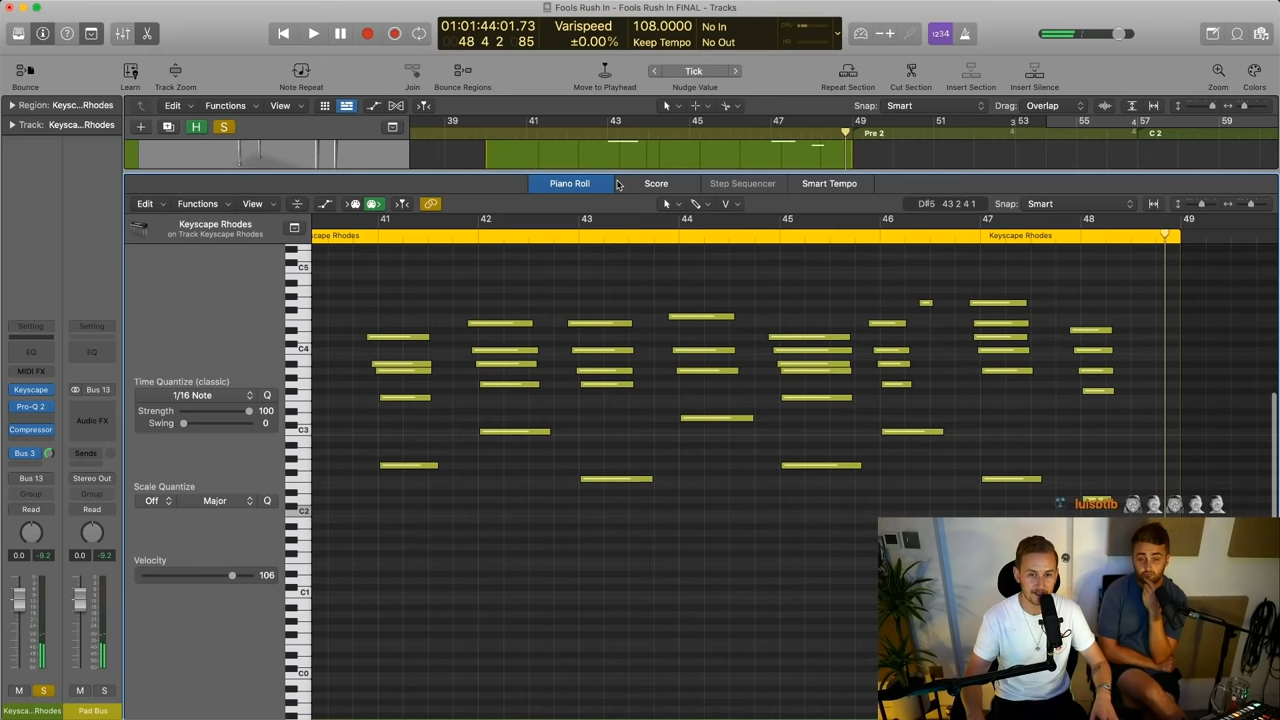 Fools Rush In - Fools Rush In FINAL - Tracks
01:01:44:01.73
48 4 2 85
Varispeed
±0.00%
108.0000
Keep Tempo
No In
No Out
CPU
HD
1234
Bounce
Learn
Track Zoom
Note Repeat
Join
Bounce Regions
Move to Playhead
Tick
Nudge Value
Repeat Section
Cut Section
Insert Section
Insert Silence
Zoom
Colors
Region: Keysc...Rhodes
Edit
Functions
View
Snap:
Smart
Drag:
Overlap
Track: Keysca...Rhodes
H
S
39
41
43
45
47
49
51
53
55
57
59
Pre 2
C 2
Piano Roll
Score
Step Sequencer
Smart Tempo
Edit
Functions
View
D#5 43 2 4 1
Snap:
Smart
Keyscape Rhodes
on Track Keyscape Rhodes
41
42
43
44
45
46
47
48
49
scape Rhodes
Keyscape Rhodes
C5
C4
C3
C2
C1
C0
Time Quantize (classic)
1/16 Note
Q
Strength
100
Swing
0
Scale Quantize
Off
Major
Q
Velocity
106
Setting
Setting
EQ
EQ
MIDI FX
Keyscape
Bus 13
Pro-Q 2
Compressor
Audio FX
Bus 3
Sends
Bus 13
Stereo Out
Group
Group
Read
Read
0.0
-9.2
0.0
-9.2
M
S
M
S
Keysca...Rhodes
Pad Bus
luisbtlb